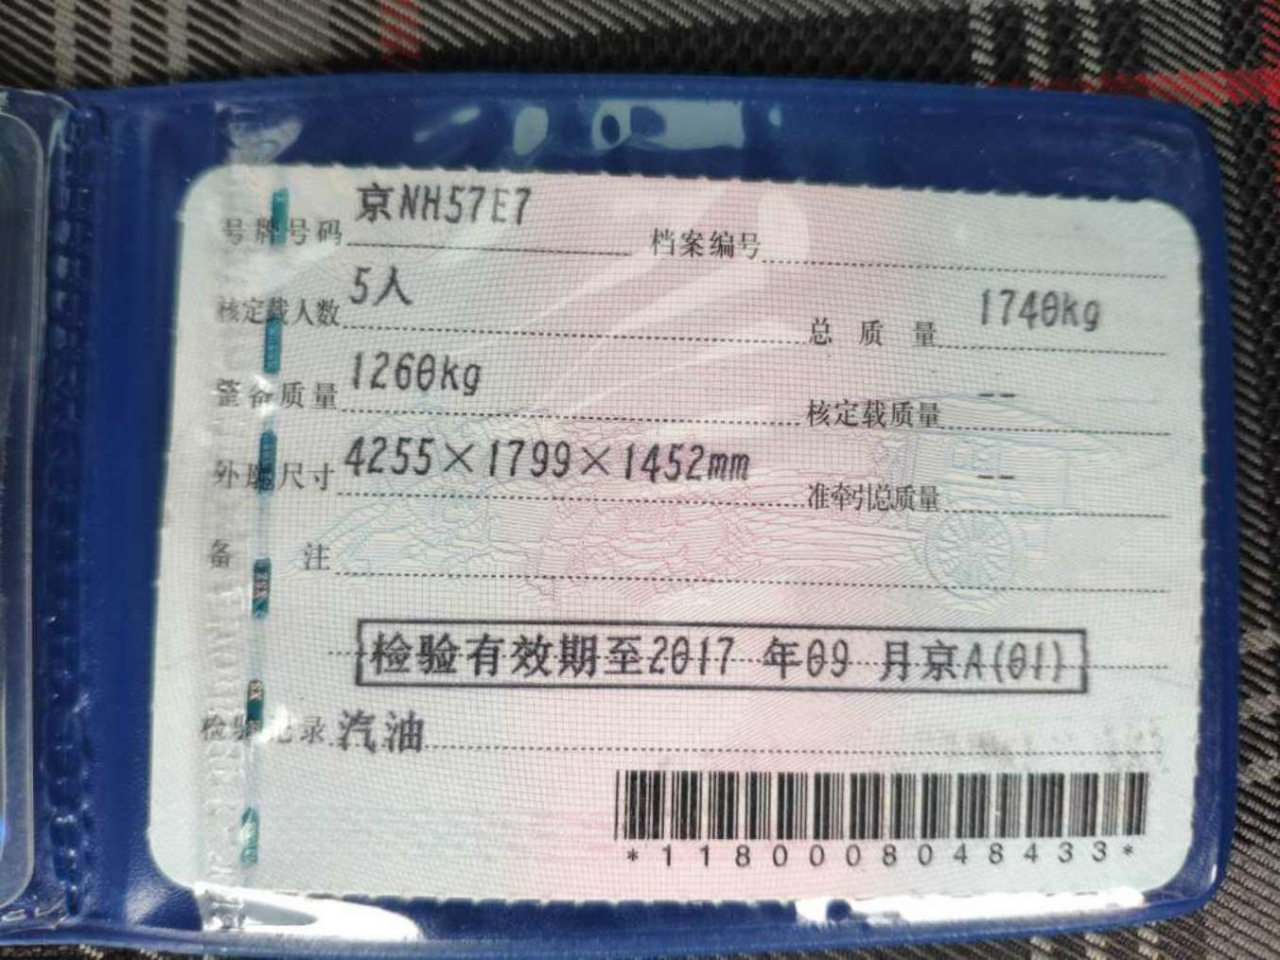 号牌号码 京NH57E7 档案编号
核定载人数 5人 总质量 1740kg
整备质量 1260kg 核定载质量 --
外廓尺寸 4255×1799×1452mm 准牵引总质量 --
备注
检验有效期至2017 年09 月京A(01)
检验记录 汽油
*1180008048433*